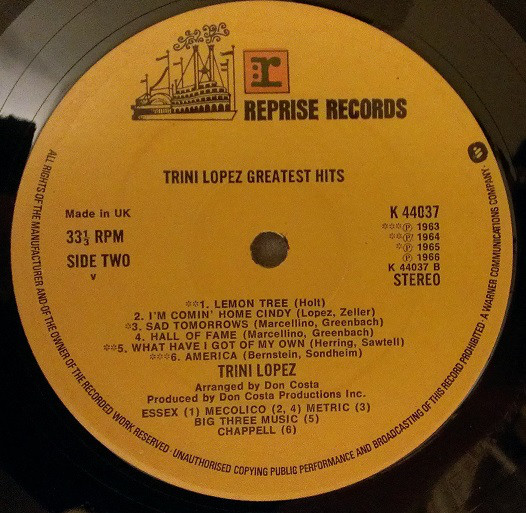 r
REPRISE RECORDS
TRINI LOPEZ GREATEST HITS
Made in UK
33⅓ RPM
SIDE TWO
v
K 44037
***Ⓟ 1963
**Ⓟ 1964
*Ⓟ 1965
Ⓟ 1966
K 44037 B
STEREO
**1. LEMON TREE (Holt)
2. I'M COMIN' HOME CINDY (Lopez, Zeller)
*3. SAD TOMORROWS (Marcellino, Greenbach)
4. HALL OF FAME (Marcellino, Greenbach)
**5. WHAT HAVE I GOT OF MY OWN (Herring, Sawtell)
***6. AMERICA (Bernstein, Sondheim)
TRINI LOPEZ
Arranged by Don Costa
Produced by Don Costa Productions Inc.
ESSEX (1) MECOLICO (2, 4) METRIC (3)
BIG THREE MUSIC (5)
CHAPPELL (6)
ALL RIGHTS OF THE MANUFACTURER AND OF THE OWNER OF THE RECORDED WORK RESERVED · UNAUTHORISED COPYING PUBLIC PERFORMANCE AND BROADCASTING OF THIS RECORD PROHIBITED · A WARNER COMMUNICATIONS COMPANY·